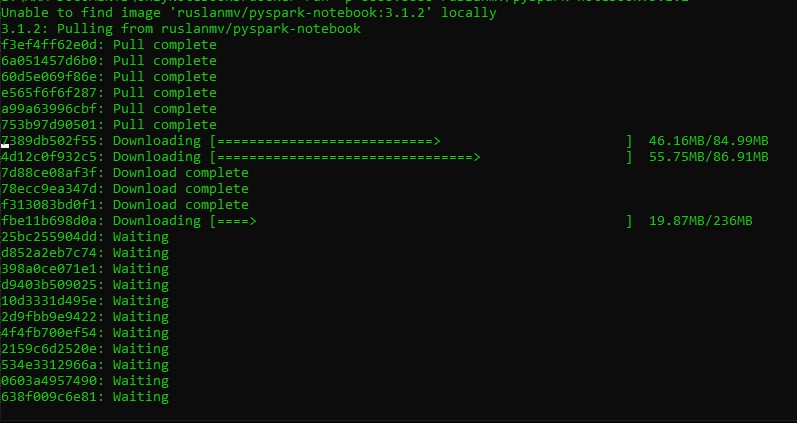 Unable to find image 'ruslanmv/pyspark-notebook:3.1.2' locally
3.1.2: Pulling from ruslanmv/pyspark-notebook
f3ef4ff62e0d: Pull complete
6a051457d6b0: Pull complete
60d5e069f86e: Pull complete
e565f6f6f287: Pull complete
a99a63996cbf: Pull complete
753b97d90501: Pull complete
7389db502f55: Downloading [===========================>                       ]  46.16MB/84.99MB
4d12c0f932c5: Downloading [================================>                  ]  55.75MB/86.91MB
7d88ce08af3f: Download complete
78ecc9ea347d: Download complete
f313083bd0f1: Download complete
fbe11b698d0a: Downloading [====>                                              ]  19.87MB/236MB
25bc255904dd: Waiting
d852a2eb7c74: Waiting
398a0ce071e1: Waiting
d9403b509025: Waiting
10d3331d495e: Waiting
2d9fbb9e9422: Waiting
4f4fb700ef54: Waiting
2159c6d2520e: Waiting
534e3312966a: Waiting
0603a4957490: Waiting
638f009c6e81: Waiting